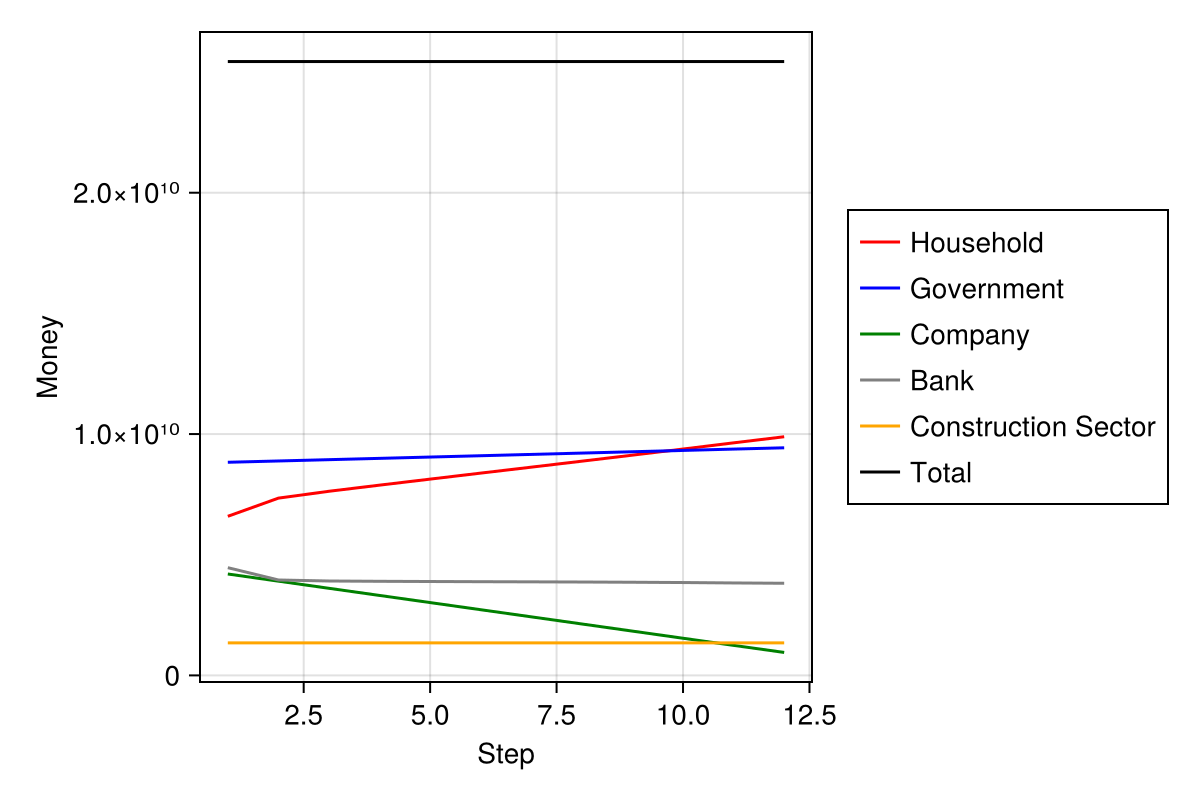 2.0×10¹⁰
1.0×10¹⁰
0
Money
2.5 5.0 7.5 10.0 12.5
Step
Household
Government
Company
Bank
Construction Sector
Total